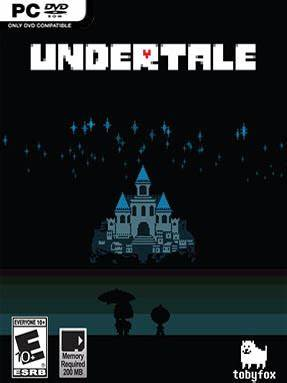 PC DVD
ROM
ONLY DVD COMPATIBLE
UNDERTALE
EVERYONE 10+
E
10+
ESRB
Memory
Required
200 MB
tobyfox